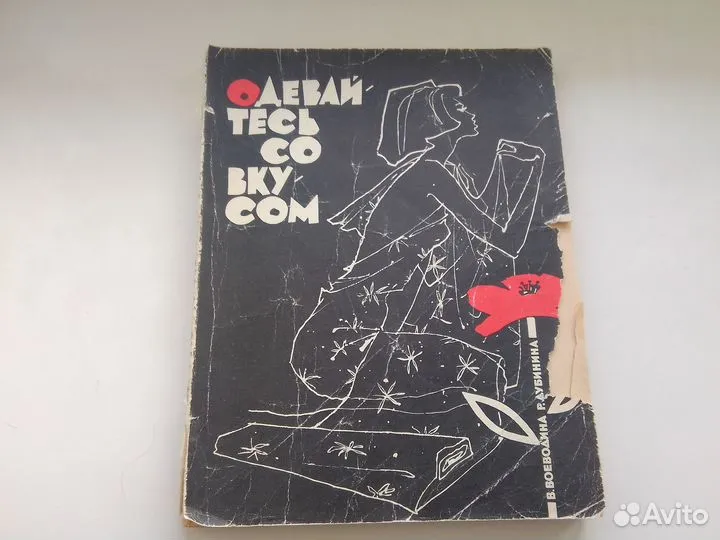 ОДЕВАЙ-
ТЕСЬ
СО
ВКУ-
СОМ
В. ВОЕВОДИНА Р. ДУБИНИНА
Avito